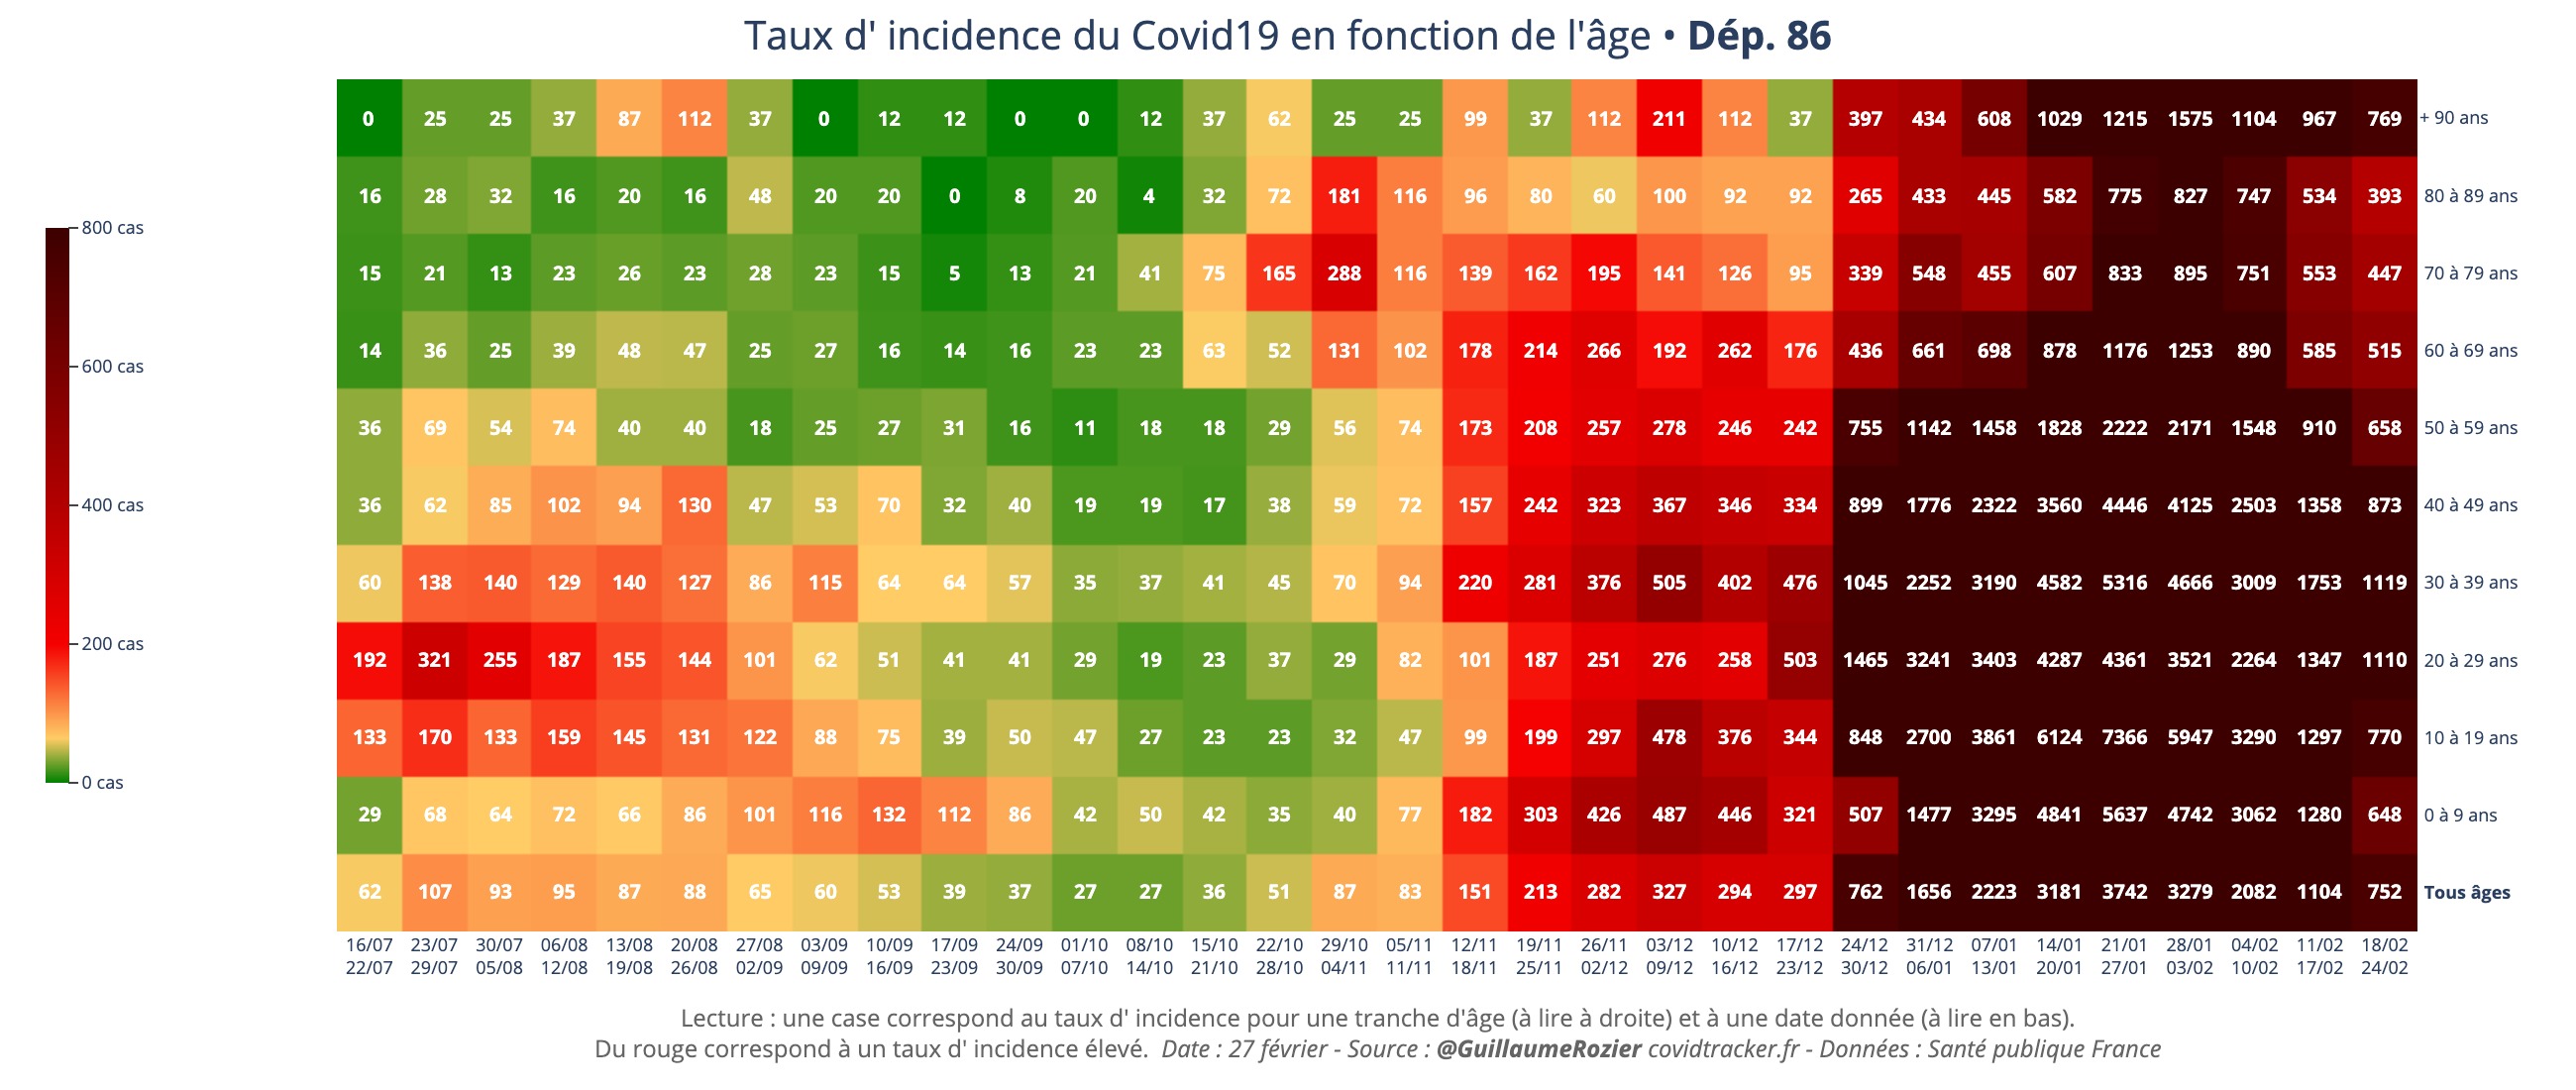 Taux d' incidence du Covid19 en fonction de l'âge • Dép. 86
0 25 25 37 87 112 37 0 12 12 0 0 12 37 62 25 25 99 37 112 211 112 37 397 434 608 1029 1215 1575 1104 967 769 + 90 ans
16 28 32 16 20 16 48 20 20 0 8 20 4 32 72 181 116 96 80 60 100 92 92 265 433 445 582 775 827 747 534 393 80 à 89 ans
800 cas
15 21 13 23 26 23 28 23 15 5 13 21 41 75 165 288 116 139 162 195 141 126 95 339 548 455 607 833 895 751 553 447 70 à 79 ans
14 36 25 39 48 47 25 27 16 14 16 23 23 63 52 131 102 178 214 266 192 262 176 436 661 698 878 1176 1253 890 585 515 60 à 69 ans
600 cas
36 69 54 74 40 40 18 25 27 31 16 11 18 18 29 56 74 173 208 257 278 246 242 755 1142 1458 1828 2222 2171 1548 910 658 50 à 59 ans
400 cas
36 62 85 102 94 130 47 53 70 32 40 19 19 17 38 59 72 157 242 323 367 346 334 899 1776 2322 3560 4446 4125 2503 1358 873 40 à 49 ans
60 138 140 129 140 127 86 115 64 64 57 35 37 41 45 70 94 220 281 376 505 402 476 1045 2252 3190 4582 5316 4666 3009 1753 1119 30 à 39 ans
200 cas
192 321 255 187 155 144 101 62 51 41 41 29 19 23 37 29 82 101 187 251 276 258 503 1465 3241 3403 4287 4361 3521 2264 1347 1110 20 à 29 ans
133 170 133 159 145 131 122 88 75 39 50 47 27 23 23 32 47 99 199 297 478 376 344 848 2700 3861 6124 7366 5947 3290 1297 770 10 à 19 ans
0 cas
29 68 64 72 66 86 101 116 132 112 86 42 50 42 35 40 77 182 303 426 487 446 321 507 1477 3295 4841 5637 4742 3062 1280 648 0 à 9 ans
62 107 93 95 87 88 65 60 53 39 37 27 27 36 51 87 83 151 213 282 327 294 297 762 1656 2223 3181 3742 3279 2082 1104 752 Tous âges
16/07 23/07 30/07 06/08 13/08 20/08 27/08 03/09 10/09 17/09 24/09 01/10 08/10 15/10 22/10 29/10 05/11 12/11 19/11 26/11 03/12 10/12 17/12 24/12 31/12 07/01 14/01 21/01 28/01 04/02 11/02 18/02
22/07 29/07 05/08 12/08 19/08 26/08 02/09 09/09 16/09 23/09 30/09 07/10 14/10 21/10 28/10 04/11 11/11 18/11 25/11 02/12 09/12 16/12 23/12 30/12 06/01 13/01 20/01 27/01 03/02 10/02 17/02 24/02
Lecture : une case correspond au taux d' incidence pour une tranche d'âge (à lire à droite) et à une date donnée (à lire en bas).
Du rouge correspond à un taux d' incidence élevé. Date : 27 février - Source : @GuillaumeRozier covidtracker.fr - Données : Santé publique France